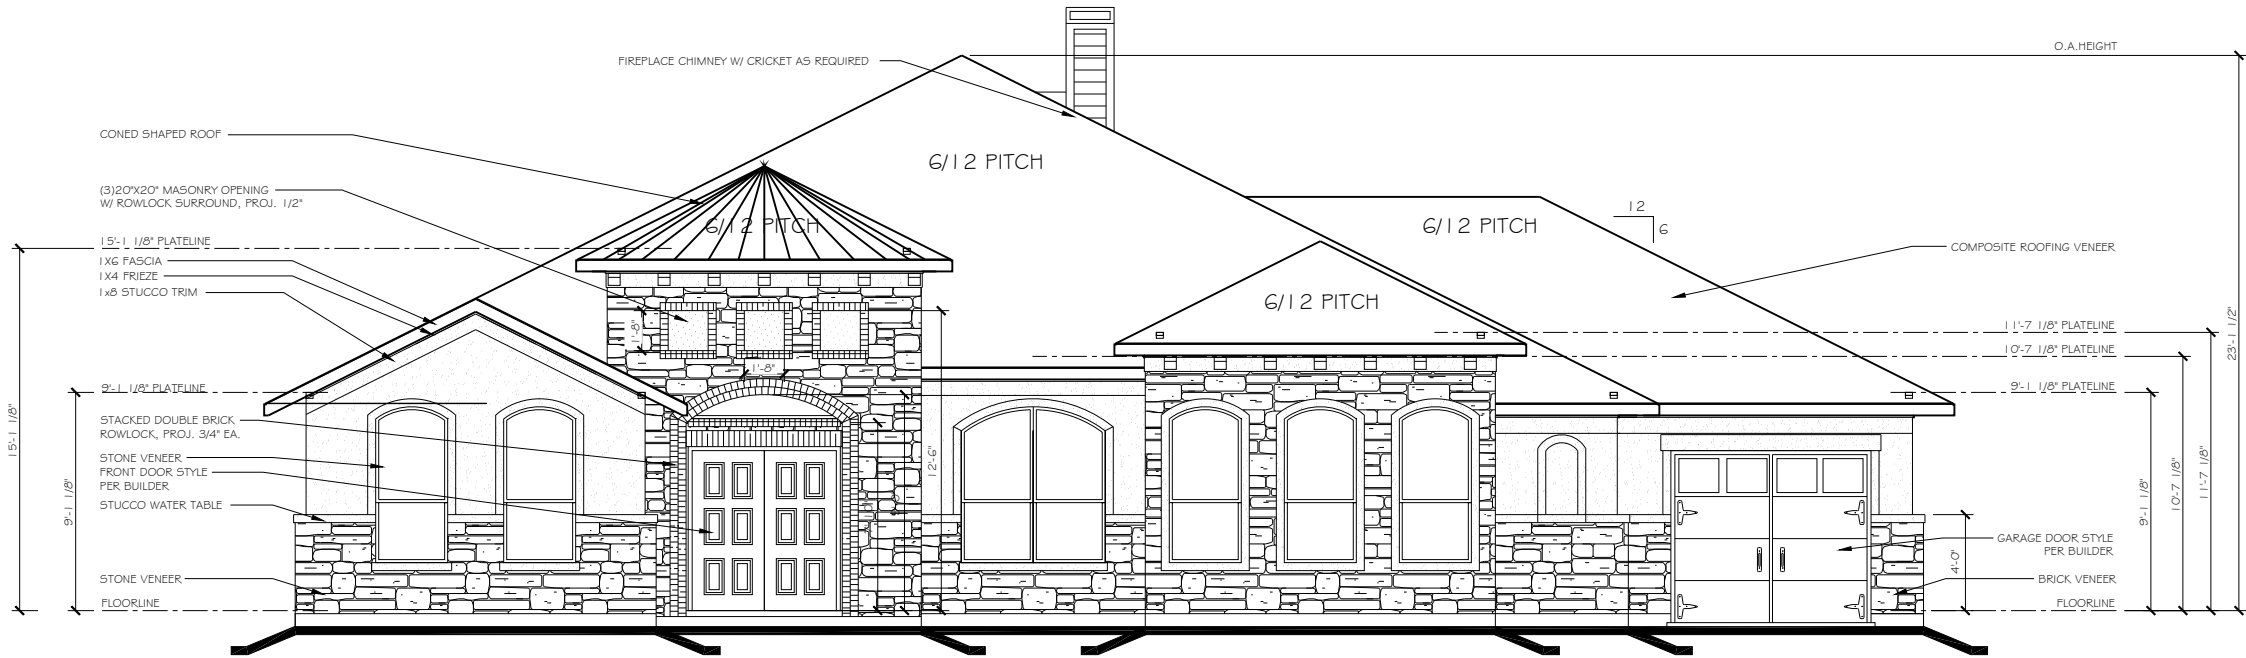 O.A.HEIGHT
FIREPLACE CHIMNEY W/ CRICKET AS REQUIRED
CONED SHAPED ROOF
6/12 PITCH
(3)20"X20" MASONRY OPENING
W/ ROWLOCK SURROUND, PROJ. 1/2"
12
6
6/12 PITCH
6/12 PITCH
15'-1 1/8" PLATELINE
COMPOSITE ROOFING VENEER
1X6 FASCIA
1X4 FRIEZE
1x8 STUCCO TRIM
6/12 PITCH
1'-8"
11'-7 1/8" PLATELINE
23'-1 1/2"
10'-7 1/8" PLATELINE
1'-8"
9'-1 1/8" PLATELINE
9'-1 1/8" PLATELINE
15'-1 1/8"
STACKED DOUBLE BRICK
ROWLOCK, PROJ. 3/4" EA.
STONE VENEER
FRONT DOOR STYLE
PER BUILDER
12'-6"
STUCCO WATER TABLE
9'-1 1/8"
9'-1 1/8"
10'-7 1/8"
11'-7 1/8"
GARAGE DOOR STYLE
PER BUILDER
4'-0"
STONE VENEER
BRICK VENEER
FLOORLINE
FLOORLINE